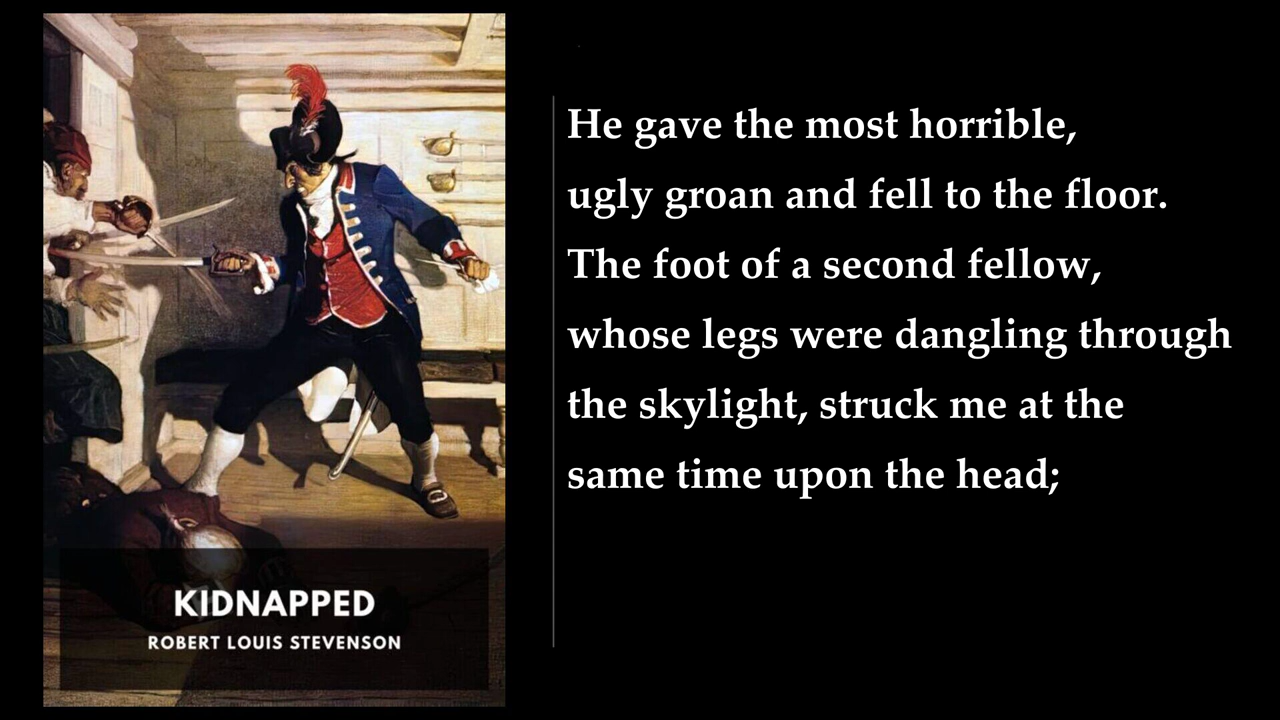 He gave the most horrible,
ugly groan and fell to the floor.
The foot of a second fellow,
whose legs were dangling through
the skylight, struck me at the
same time upon the head;
KIDNAPPED
ROBERT LOUIS STEVENSON